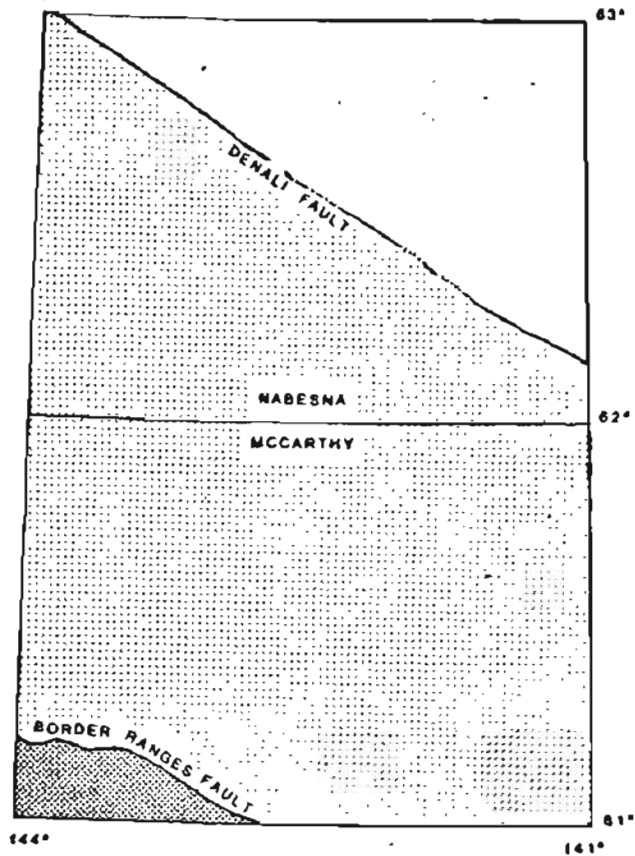 63°
DENALI FAULT
NABESNA
62°
MCCARTHY
BORDER RANGES FAULT
61°
144°
141°